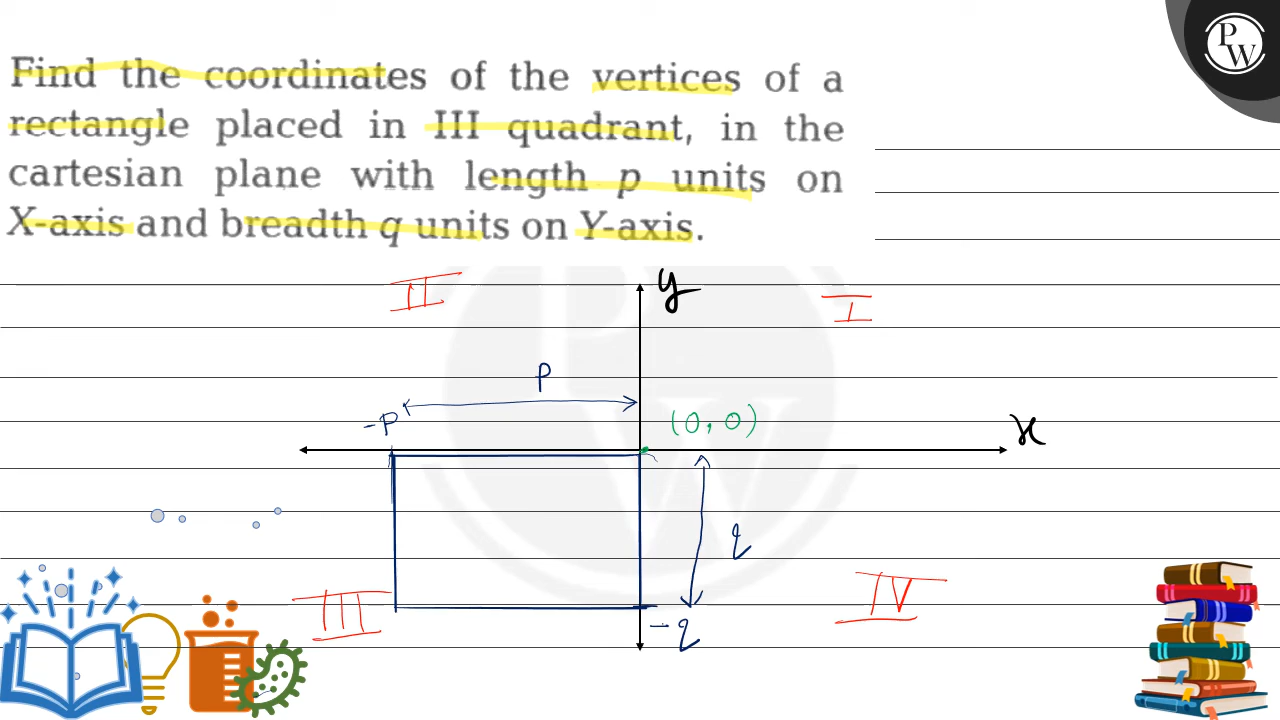 P
W
Find the coordinates of the vertices of a
rectangle placed in III quadrant, in the
cartesian plane with length p units on
X-axis and breadth q units on Y-axis.
II
y
I
P
-P
(0, 0)
x
q
III
IV
-q